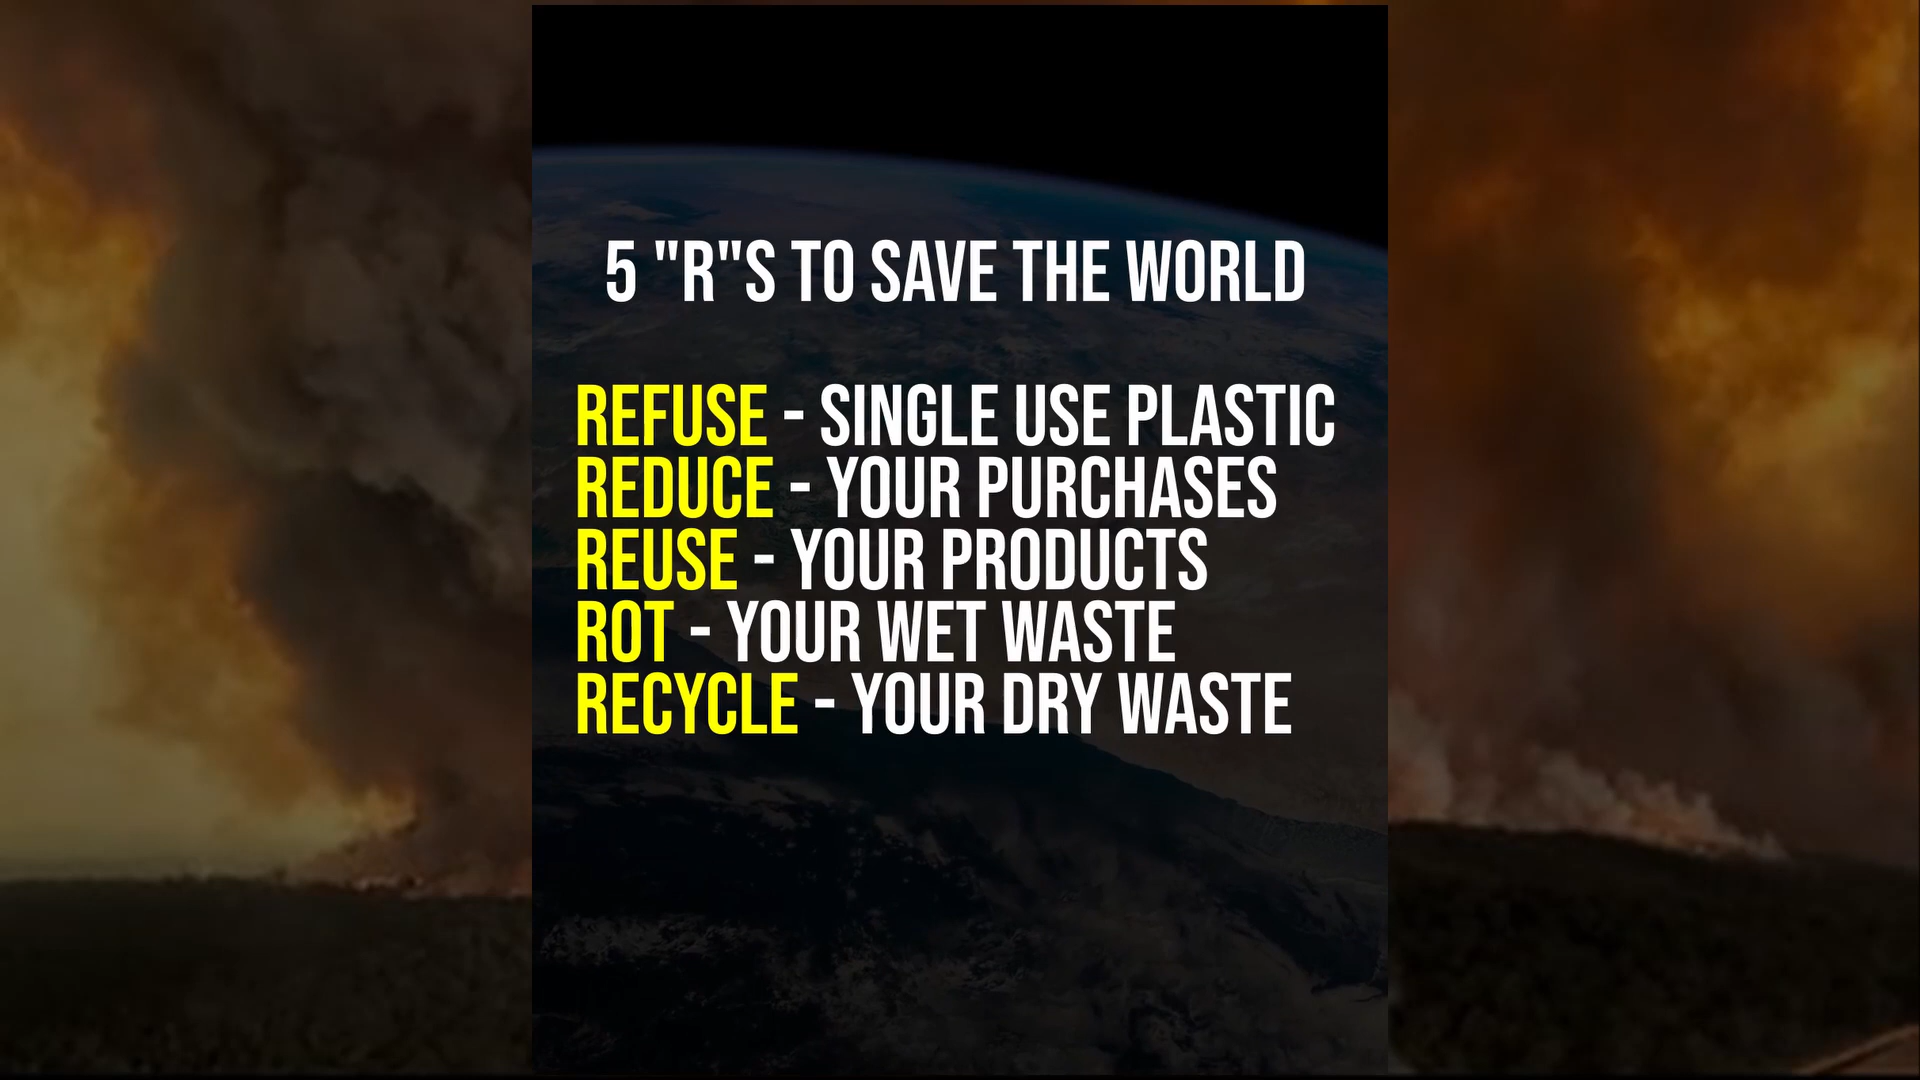 5 "R"S TO SAVE THE WORLD
REFUSE - SINGLE USE PLASTIC
REDUCE - YOUR PURCHASES
REUSE - YOUR PRODUCTS
ROT - YOUR WET WASTE
RECYCLE - YOUR DRY WASTE